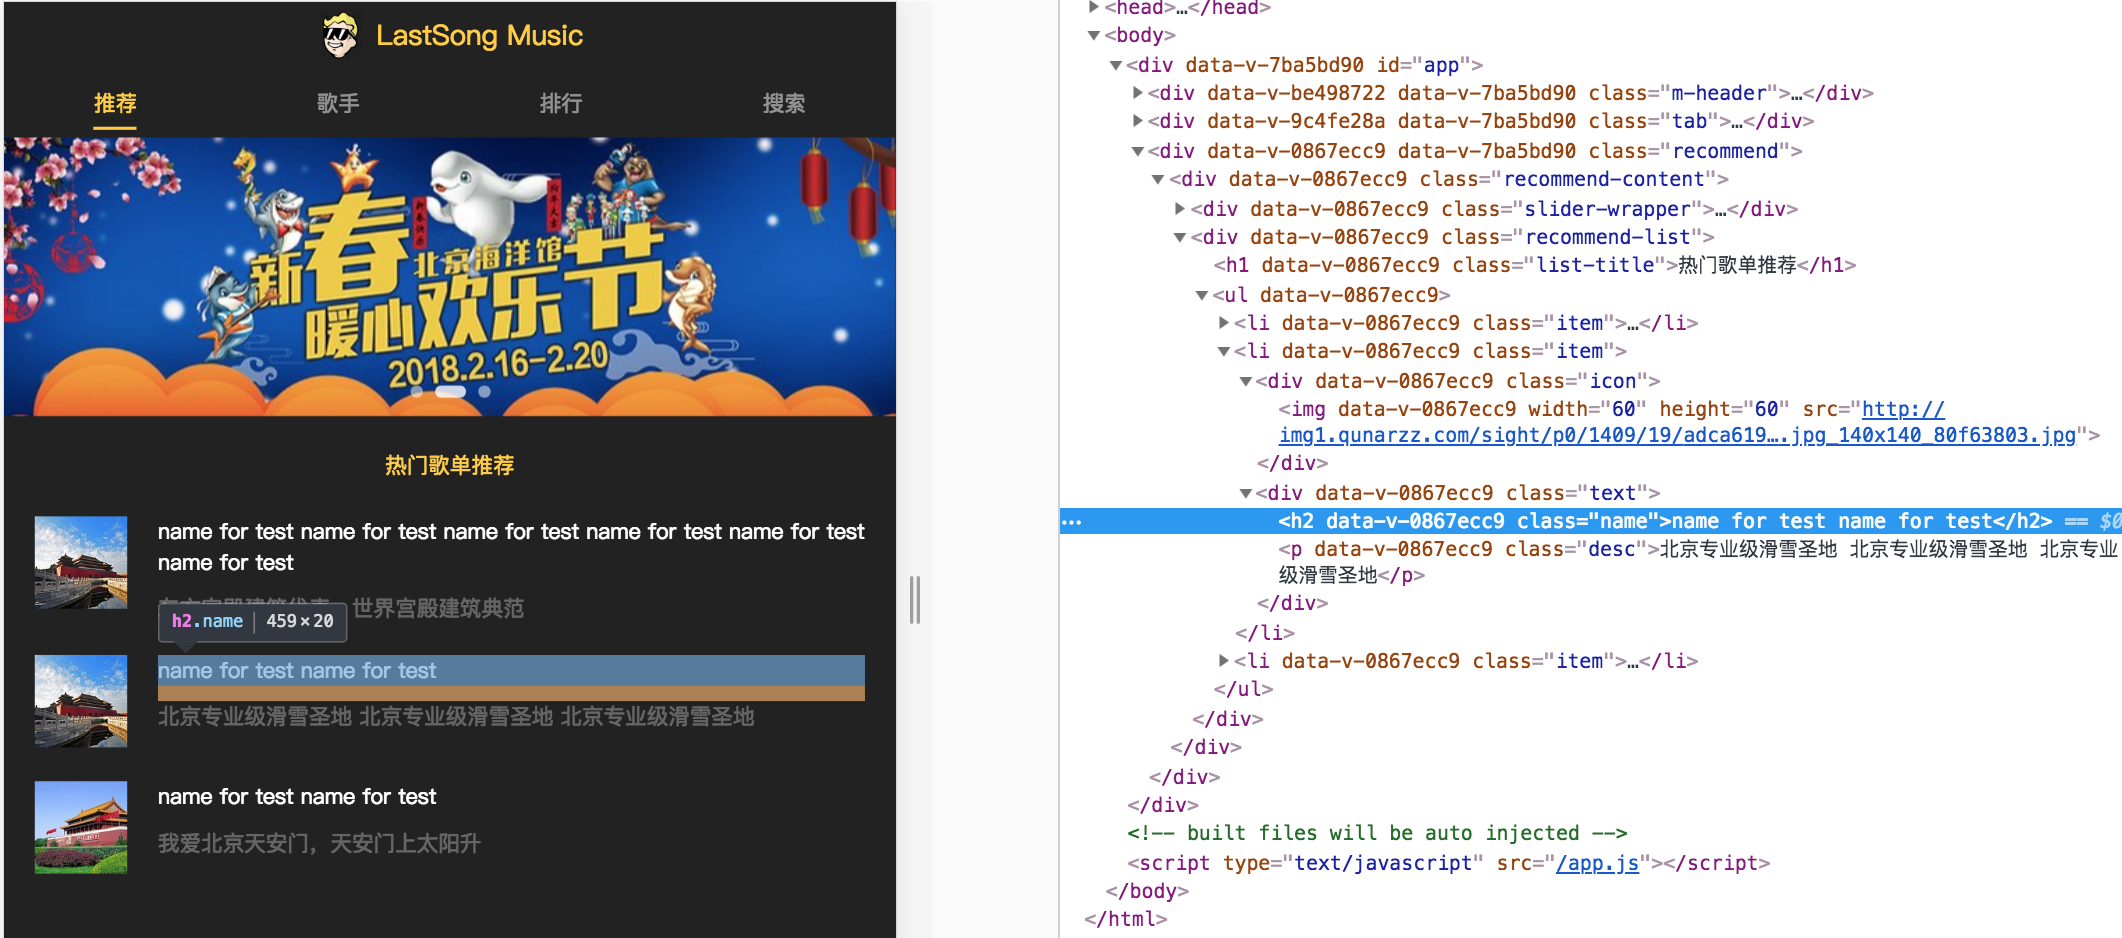 LastSong Music
推荐 歌手 排行 搜索
新春
北京海洋馆
暖心欢乐节
2018.2.16-2.20
热门歌单推荐
name for test name for test name for test name for test name for test
name for test
世界宫殿建筑典范
h2.name 459 × 20
name for test name for test
北京专业级滑雪圣地 北京专业级滑雪圣地 北京专业级滑雪圣地
name for test name for test
我爱北京天安门，天安门上太阳升
<head>…</head>
<body>
<div data-v-7ba5bd90 id="app">
<div data-v-be498722 data-v-7ba5bd90 class="m-header">…</div>
<div data-v-9c4fe28a data-v-7ba5bd90 class="tab">…</div>
<div data-v-0867ecc9 data-v-7ba5bd90 class="recommend">
<div data-v-0867ecc9 class="recommend-content">
<div data-v-0867ecc9 class="slider-wrapper">…</div>
<div data-v-0867ecc9 class="recommend-list">
<h1 data-v-0867ecc9 class="list-title">热门歌单推荐</h1>
<ul data-v-0867ecc9>
<li data-v-0867ecc9 class="item">…</li>
<li data-v-0867ecc9 class="item">
<div data-v-0867ecc9 class="icon">
<img data-v-0867ecc9 width="60" height="60" src="http://
img1.qunarzz.com/sight/p0/1409/19/adca619….jpg_140x140_80f63803.jpg">
</div>
<div data-v-0867ecc9 class="text">
… <h2 data-v-0867ecc9 class="name">name for test name for test</h2> == $0
<p data-v-0867ecc9 class="desc">北京专业级滑雪圣地 北京专业级滑雪圣地 北京专业
级滑雪圣地</p>
</div>
</li>
<li data-v-0867ecc9 class="item">…</li>
</ul>
</div>
</div>
</div>
</div>
<!-- built files will be auto injected -->
<script type="text/javascript" src="/app.js"></script>
</body>
</html>